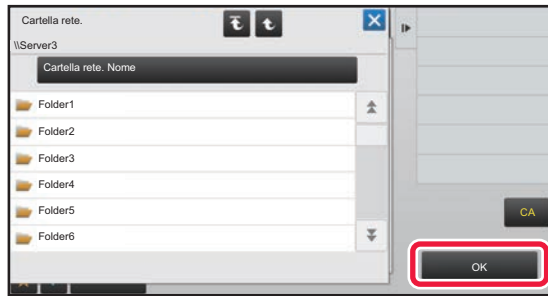 Cartella rete.
\\Server3
Cartella rete. Nome
Folder1
Folder2
Folder3
Folder4
Folder5
Folder6
CA
OK